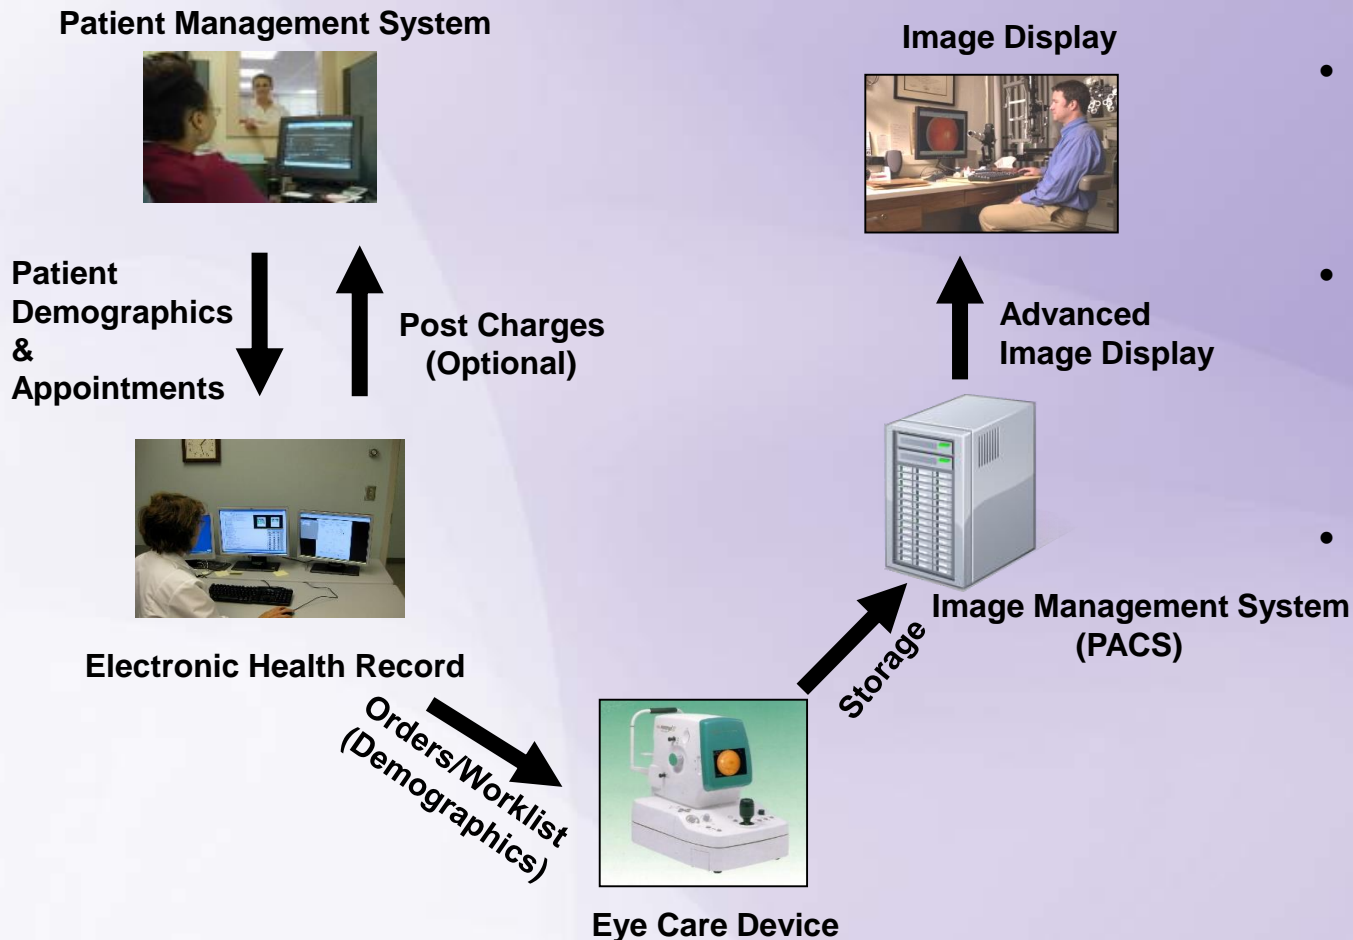 Patient Management System
Image Display
•
Patient
Demographics
&
Appointments
Post Charges
(Optional)
•
Advanced
Image Display
•
Image Management System
(PACS)
Electronic Health Record
Orders/Worklist
(Demographics)
Storage
Eye Care Device